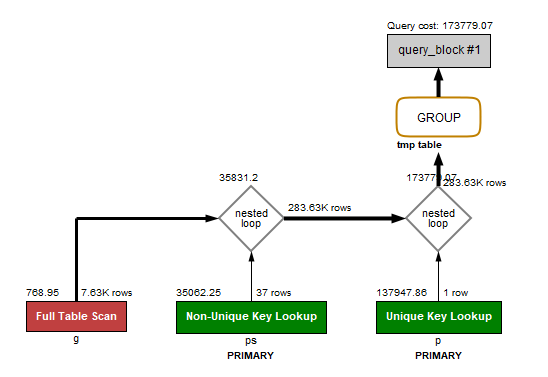 Query cost: 173779.07
query_block #1
GROUP
tmp table
35831.2
173779.07
283.63K rows
nested
loop
283.63K rows
nested
loop
768.95
7.63K rows
35062.25
37 rows
137947.86
1 row
Full Table Scan
Non-Unique Key Lookup
Unique Key Lookup
g
ps
p
PRIMARY
PRIMARY